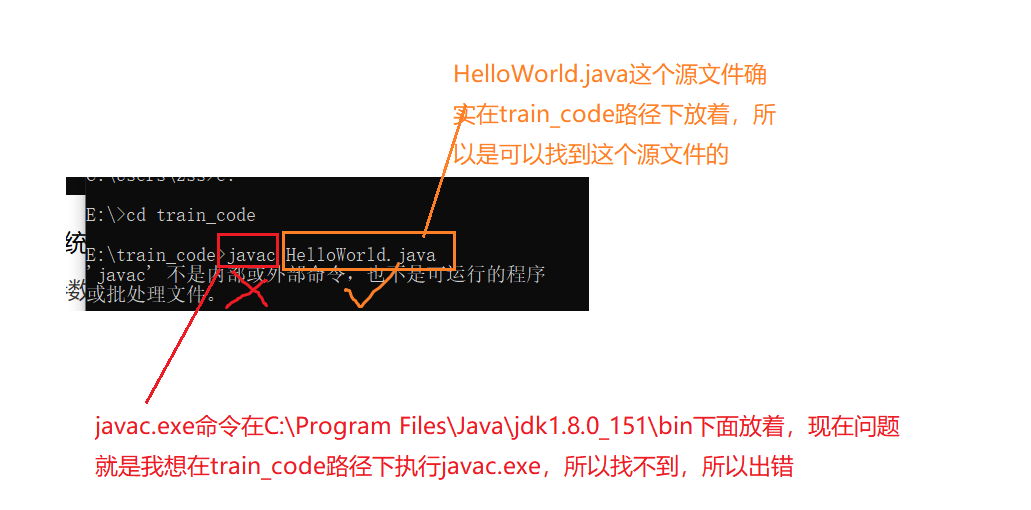 HelloWorld.java这个源文件确
实在train_code路径下放着，所
以是可以找到这个源文件的
E:\>cd train_code
统
E:\train_code>javac HelloWorld.java
'javac' 不是内部或外部命令，也不是可运行的程序
或批处理文件。
javac.exe命令在C:\Program Files\Java\jdk1.8.0_151\bin下面放着，现在问题
就是我想在train_code路径下执行javac.exe，所以找不到，所以出错